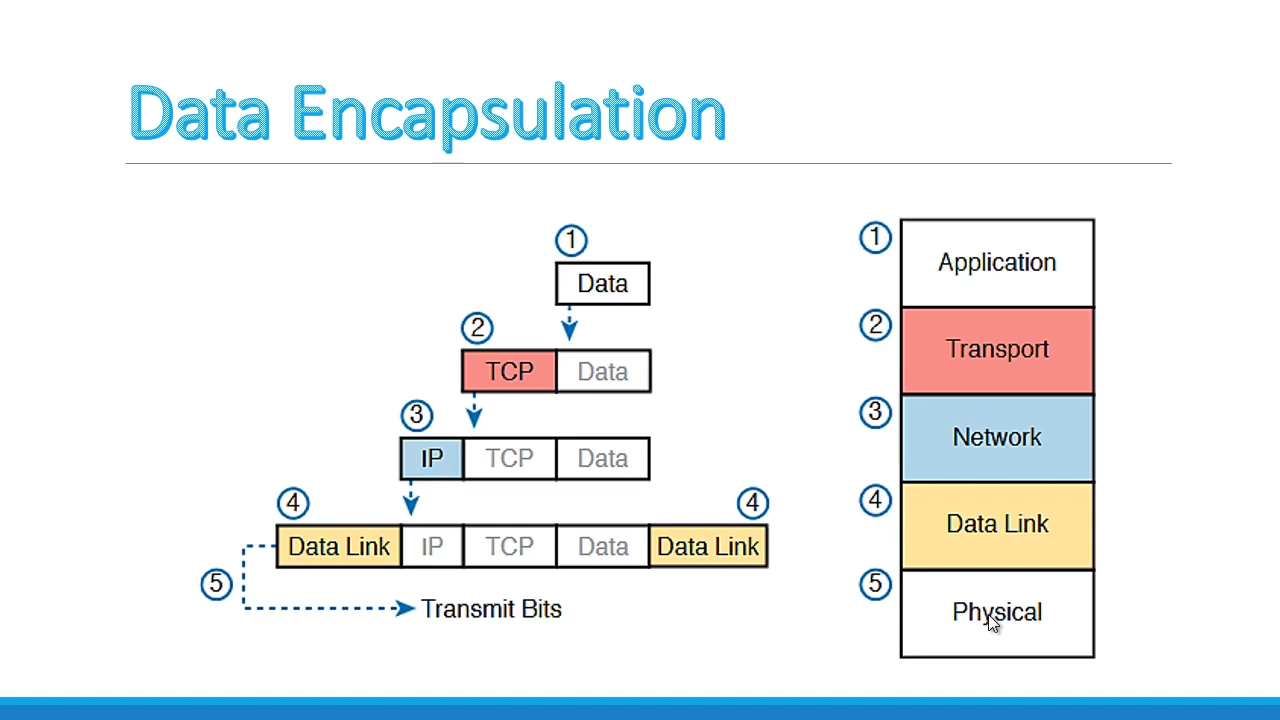 Data Encapsulation
1
Data
2
TCP Data
3
IP TCP Data
4 4
Data Link IP TCP Data Data Link
5
Transmit Bits
1
Application
2
Transport
3
Network
4
Data Link
5
Physical